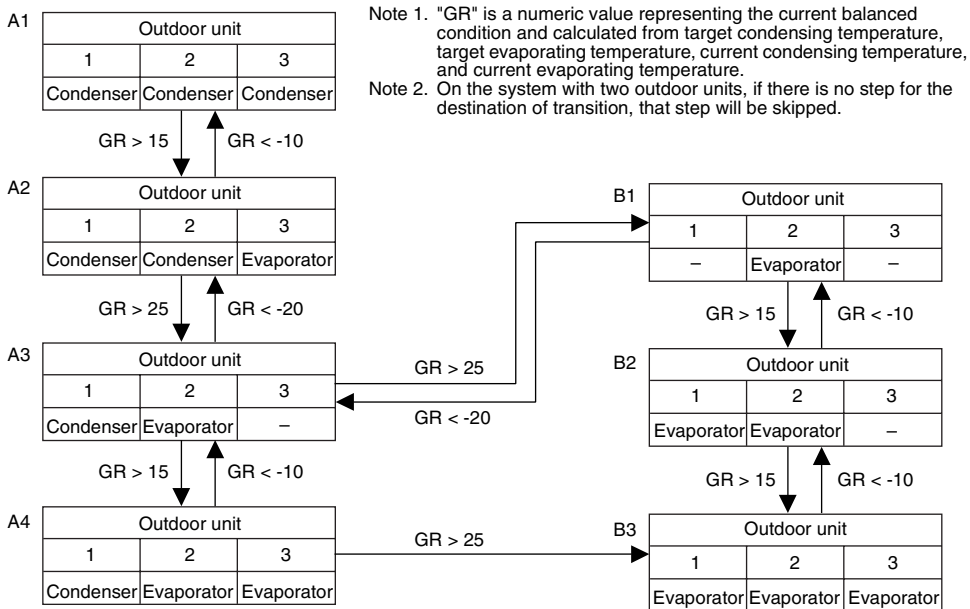 A1
Outdoor unit
1 2 3
Condenser Condenser Condenser
GR > 15 GR < -10
A2
Outdoor unit
1 2 3
Condenser Condenser Evaporator
GR > 25 GR < -20
A3
Outdoor unit
1 2 3
Condenser Evaporator –
GR > 15 GR < -10
A4
Outdoor unit
1 2 3
Condenser Evaporator Evaporator
Note 1. "GR" is a numeric value representing the current balanced
condition and calculated from target condensing temperature,
target evaporating temperature, current condensing temperature,
and current evaporating temperature.
Note 2. On the system with two outdoor units, if there is no step for the
destination of transition, that step will be skipped.
GR > 25
GR < -20
GR > 25
B1
Outdoor unit
1 2 3
– Evaporator –
GR > 15 GR < -10
B2
Outdoor unit
1 2 3
Evaporator Evaporator –
GR > 15 GR < -10
B3
Outdoor unit
1 2 3
Evaporator Evaporator Evaporator